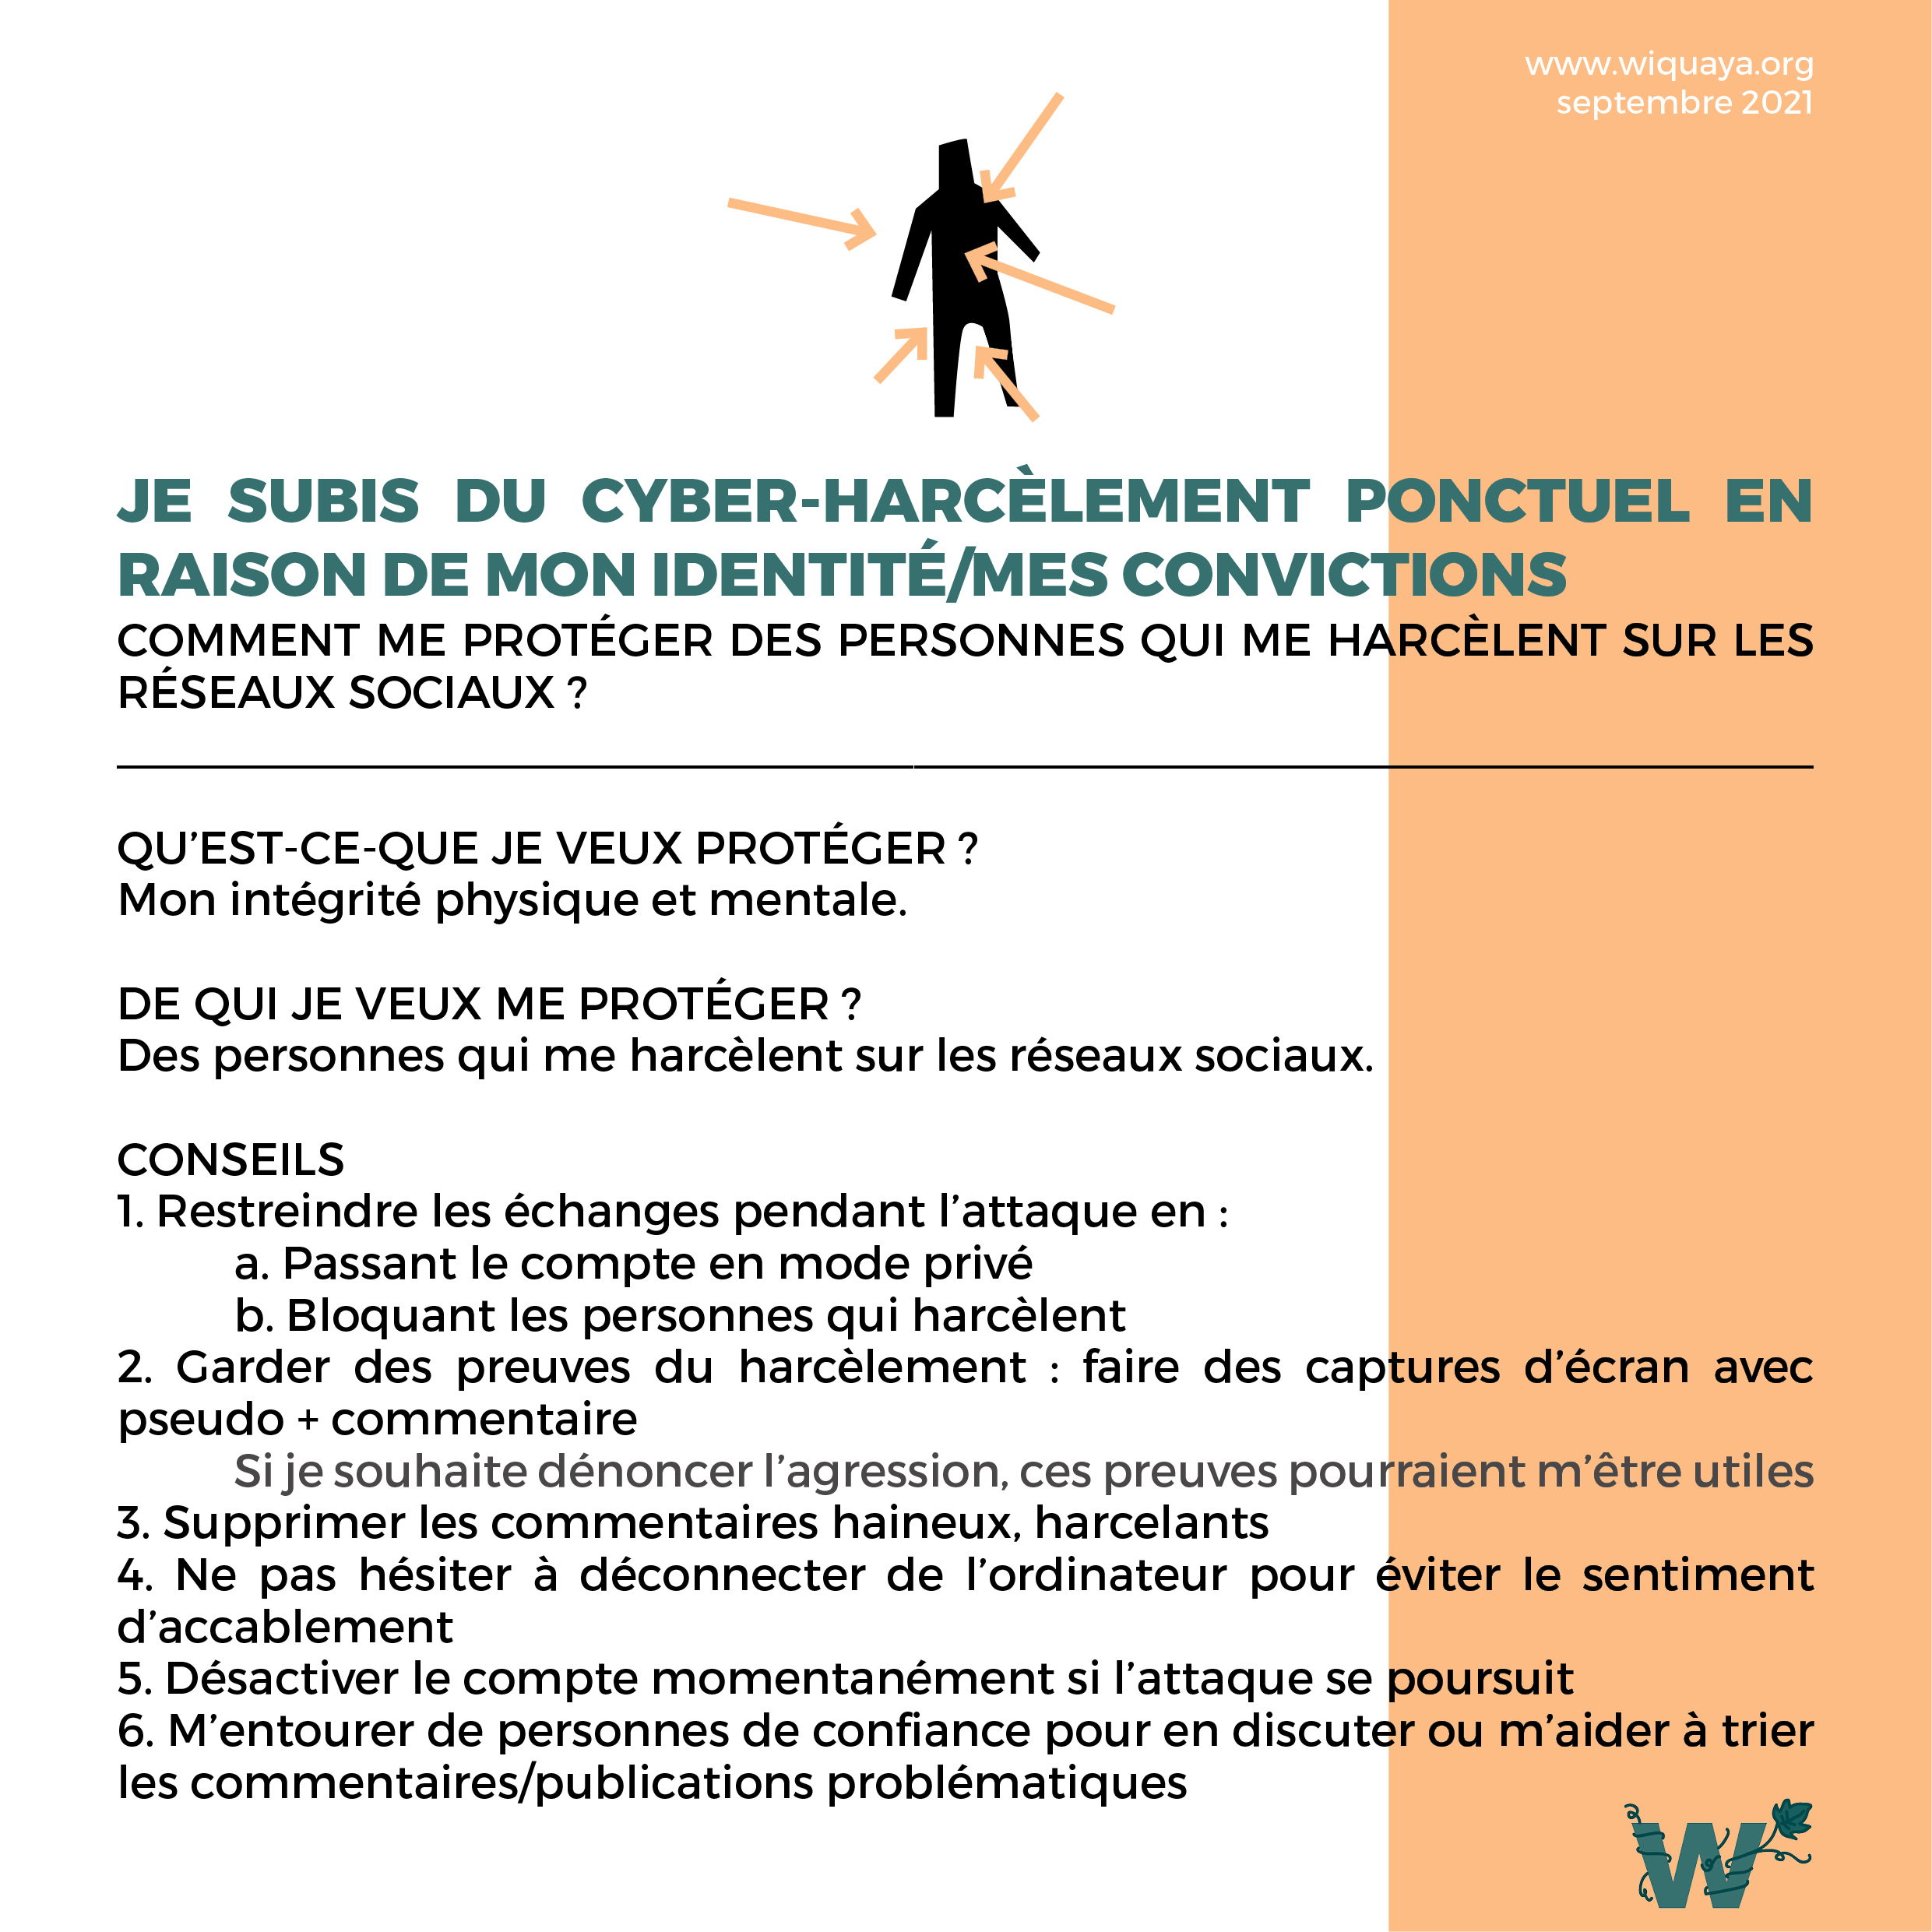 www.wiquaya.org
septembre 2021
JE SUBIS DU CYBER-HARCÈLEMENT PONCTUEL EN
RAISON DE MON IDENTITÉ/MES CONVICTIONS
COMMENT ME PROTÉGER DES PERSONNES QUI ME HARCÈLENT SUR LES
RÉSEAUX SOCIAUX ?
QU’EST-CE-QUE JE VEUX PROTÉGER ?
Mon intégrité physique et mentale.
DE QUI JE VEUX ME PROTÉGER ?
Des personnes qui me harcèlent sur les réseaux sociaux.
CONSEILS
1. Restreindre les échanges pendant l’attaque en :
a. Passant le compte en mode privé
b. Bloquant les personnes qui harcèlent
2. Garder des preuves du harcèlement : faire des captures d’écran avec
pseudo + commentaire
Si je souhaite dénoncer l’agression, ces preuves pourraient m’être utiles
3. Supprimer les commentaires haineux, harcelants
4. Ne pas hésiter à déconnecter de l’ordinateur pour éviter le sentiment
d’accablement
5. Désactiver le compte momentanément si l’attaque se poursuit
6. M’entourer de personnes de confiance pour en discuter ou m’aider à trier
les commentaires/publications problématiques
W